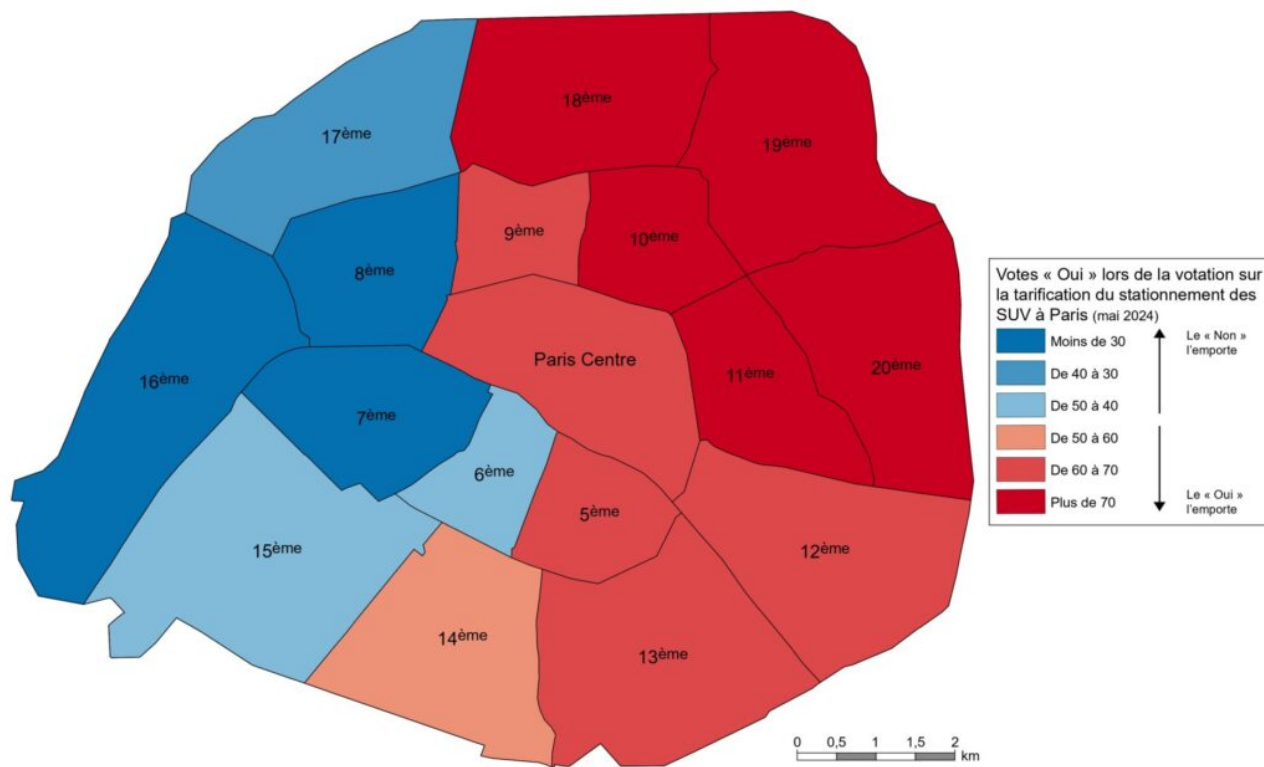 18ème
17ème
19ème
9ème
10ème
8ème
Paris Centre
20ème
11ème
16ème
7ème
6ème
5ème
15ème
12ème
14ème
13ème
Votes « Oui » lors de la votation sur
la tarification du stationnement des
SUV à Paris (mai 2024)
Moins de 30
De 40 à 30
De 50 à 40
De 50 à 60
De 60 à 70
Plus de 70
Le « Non »
l'emporte
Le « Oui »
l'emporte
0 0,5 1 1,5 2
km